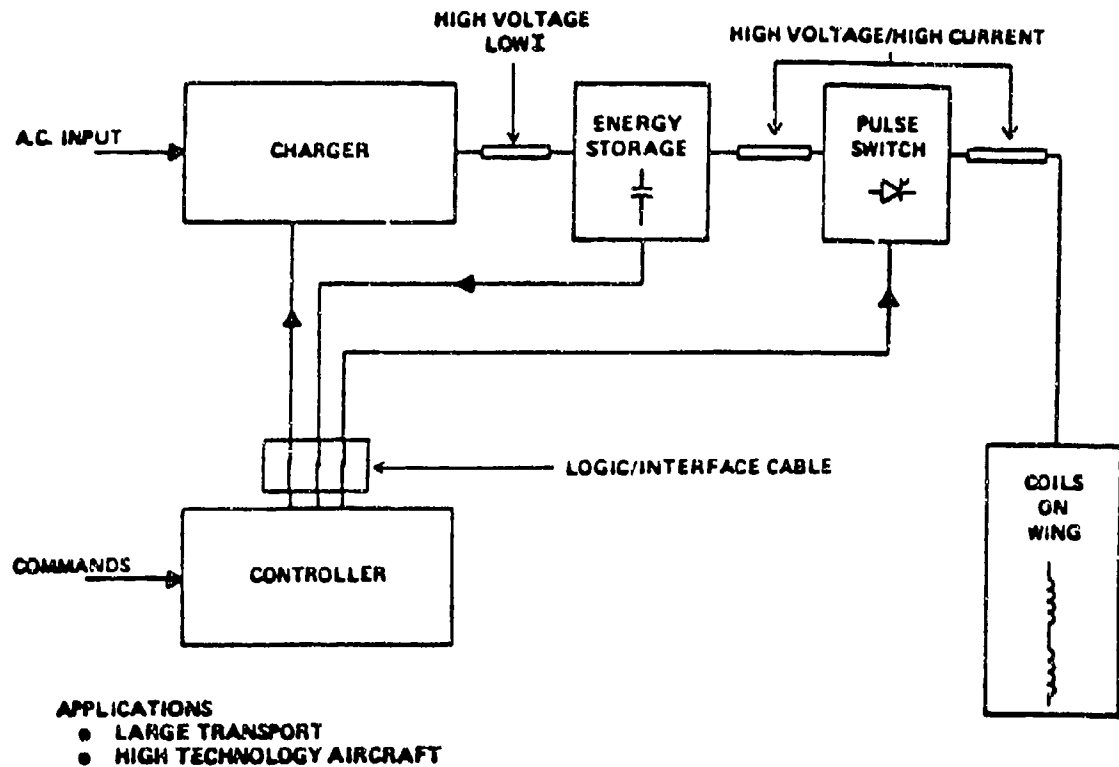 HIGH VOLTAGE
LOW I
HIGH VOLTAGE/HIGH CURRENT
A.C. INPUT
CHARGER
ENERGY
STORAGE
PULSE
SWITCH
LOGIC/INTERFACE CABLE
COILS
ON
WING
COMMANDS
CONTROLLER
APPLICATIONS
● LARGE TRANSPORT
● HIGH TECHNOLOGY AIRCRAFT